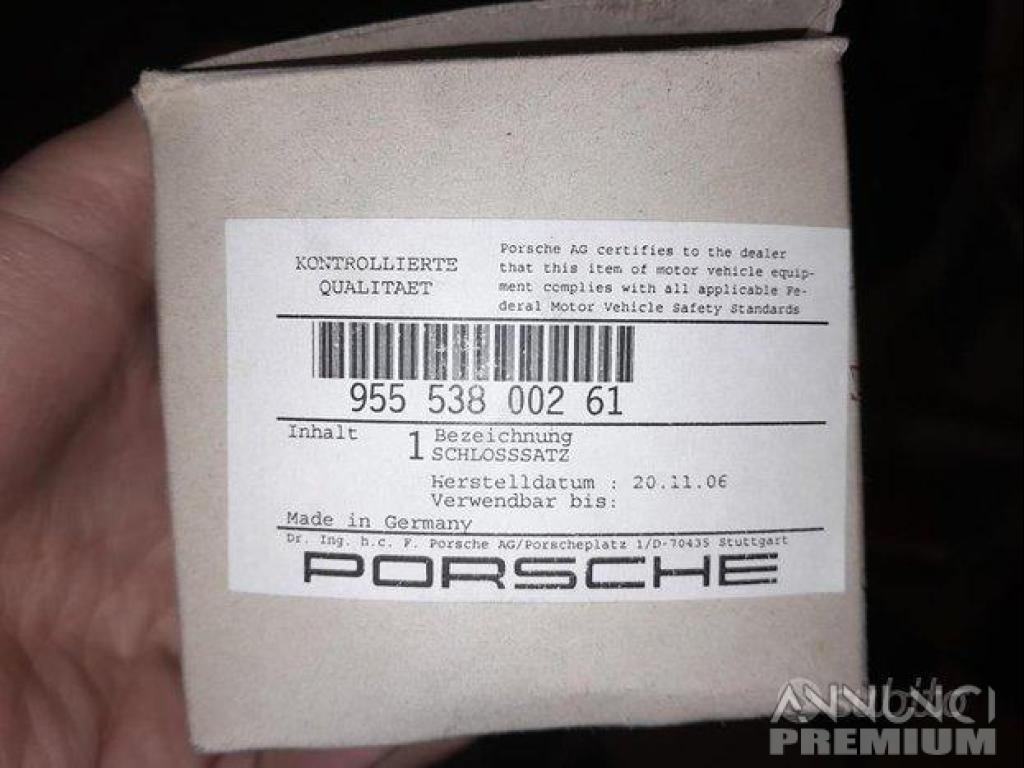 KONTROLLIERTE
QUALITAET
Porsche AG certifies to the dealer
that this item of motor vehicle equip-
ment complies with all applicable Fe-
deral Motor Vehicle Safety Standards
955 538 002 61
Inhalt 1 Bezeichnung
SCHLOSSSATZ
Herstelldatum : 20.11.06
Verwendbar bis:
Made in Germany
Dr. Ing. h.c. F. Porsche AG/Porscheplatz 1/D-70435 Stuttgart
PORSCHE
subito
ANNUNCI
PREMIUM